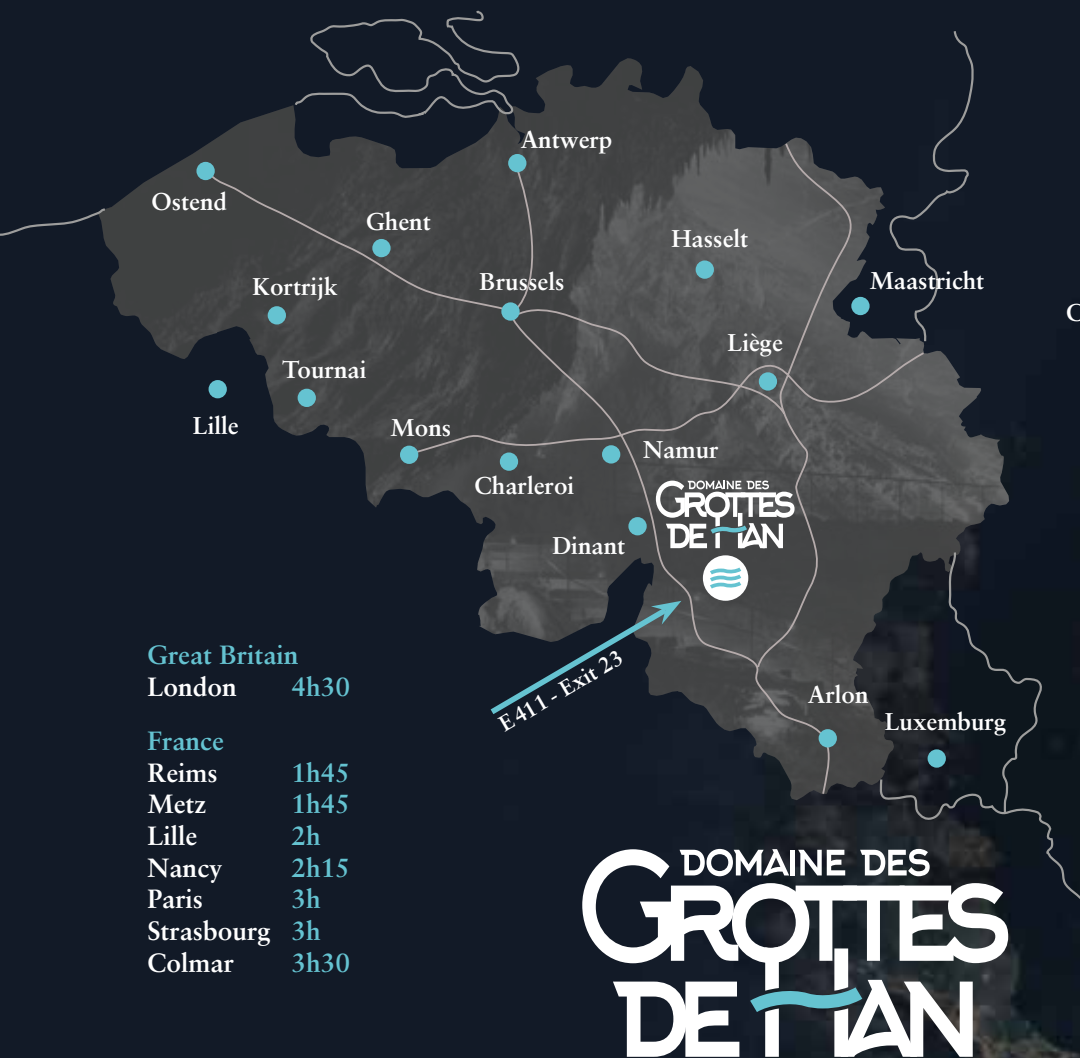 Antwerp
Ostend
Ghent
Hasselt
Brussels
Maastricht
Kortrijk
C
Liège
Tournai
Lille
Mons
Namur
Charleroi
DOMAINE DES
GROTTES
DE HAN
Dinant
E411 - Exit 23
Arlon
Luxemburg
Great Britain
London 4h30
France
Reims 1h45
Metz 1h45
Lille 2h
Nancy 2h15
Paris 3h
Strasbourg 3h
Colmar 3h30
DOMAINE DES
GROTTES
DE HAN